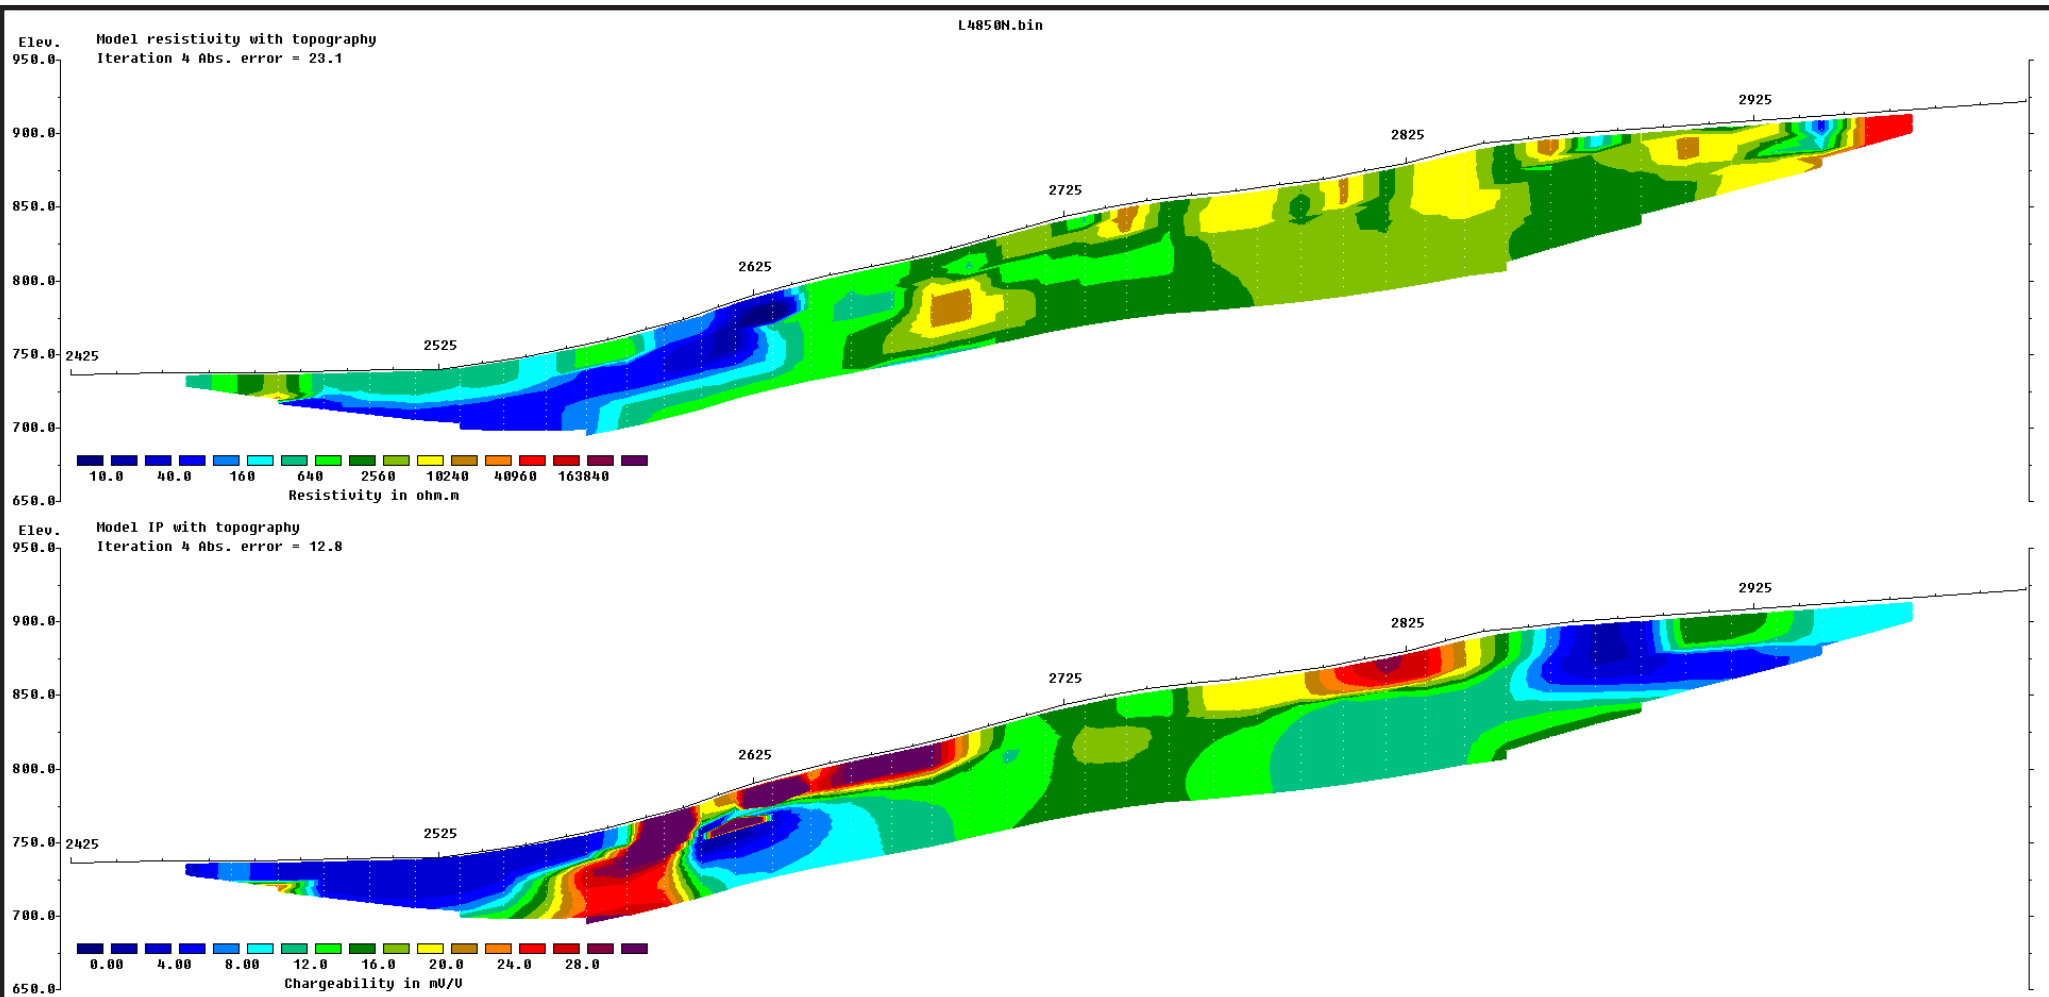 L4850N.bin
Elev.
Model resistivity with topography
Iteration 4 Abs. error = 23.1
950.0
900.0
850.0
800.0
750.0
700.0
650.0
2425
2525
2625
2725
2825
2925
10.0 40.0 160 640 2560 10240 40960 163840
Resistivity in ohm.m
Elev.
Model IP with topography
Iteration 4 Abs. error = 12.8
950.0
900.0
850.0
800.0
750.0
700.0
650.0
2425
2525
2625
2725
2825
2925
0.00 4.00 8.00 12.0 16.0 20.0 24.0 28.0
Chargeability in mV/V